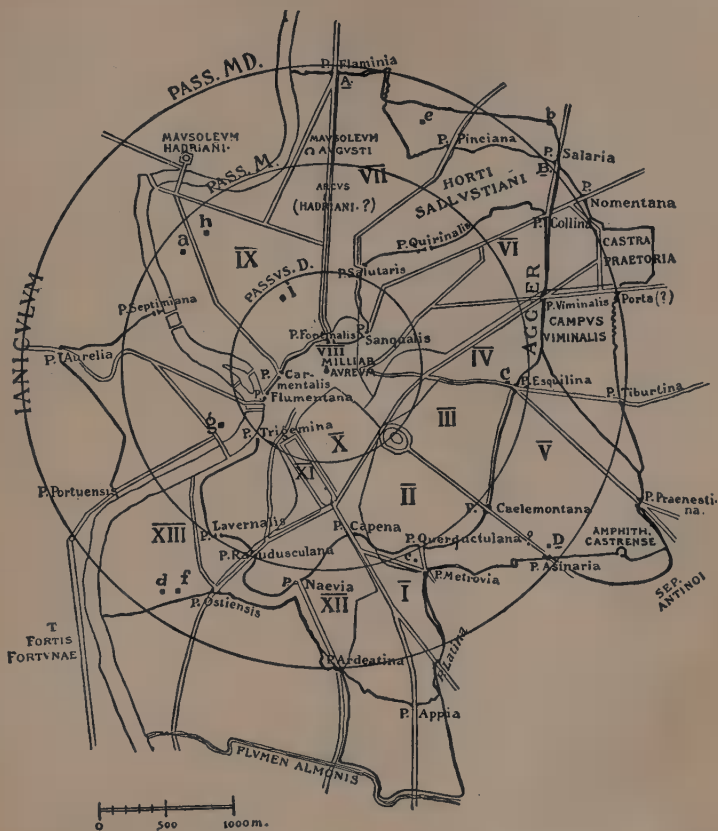 PASS. MD.
P. Flaminia
A.
e
b
MAVSOLEVM
HADRIANI.
PASS. M.
MAVSOLEVM
AVGVSTI
VII
P. Pinciana
P. Salaria
B.
HORTI
SALLVSTIANI
ARCVS
(HADRIANI.?)
P.
Nomentana
h
a
IX
P. Quirinalis
P. Collina
CASTRA
PRAETORIA
VI
PASSVS. D.
i
P. Salutaris
AGGER
P. Septimiana
P. Viminalis
Porta (?)
CAMPVS
VIMINALIS
P. Fontinalis
P.
Sanqualis
VIII
MILLIAR
AVREVM
IANICVLVM
P. Aurelia
P. Carmentalis
P. Flumentana
IV
C
P. Esquilina
P. Tiburtina
g
P. Trigemina
III
X
V
XI
P. Portuensis
II
P. Caelemontana
P. Praenesti-
na.
Lavernalis
P.
XIII
P. Capena
P. Querquetulana?
D
AMPHITH.
CASTRENSE
P. Raudusculana
c
P. Metrovia
P. Asinaria
I
d
f
P. Naevia
SEP.
ANTINOI
P. Ostiensis
XII
T
FORTIS
FORTVNAE
P. Ardeatina
P. Latina
P. Appia
FLVMEN ALMONIS
0 500 1000 m.